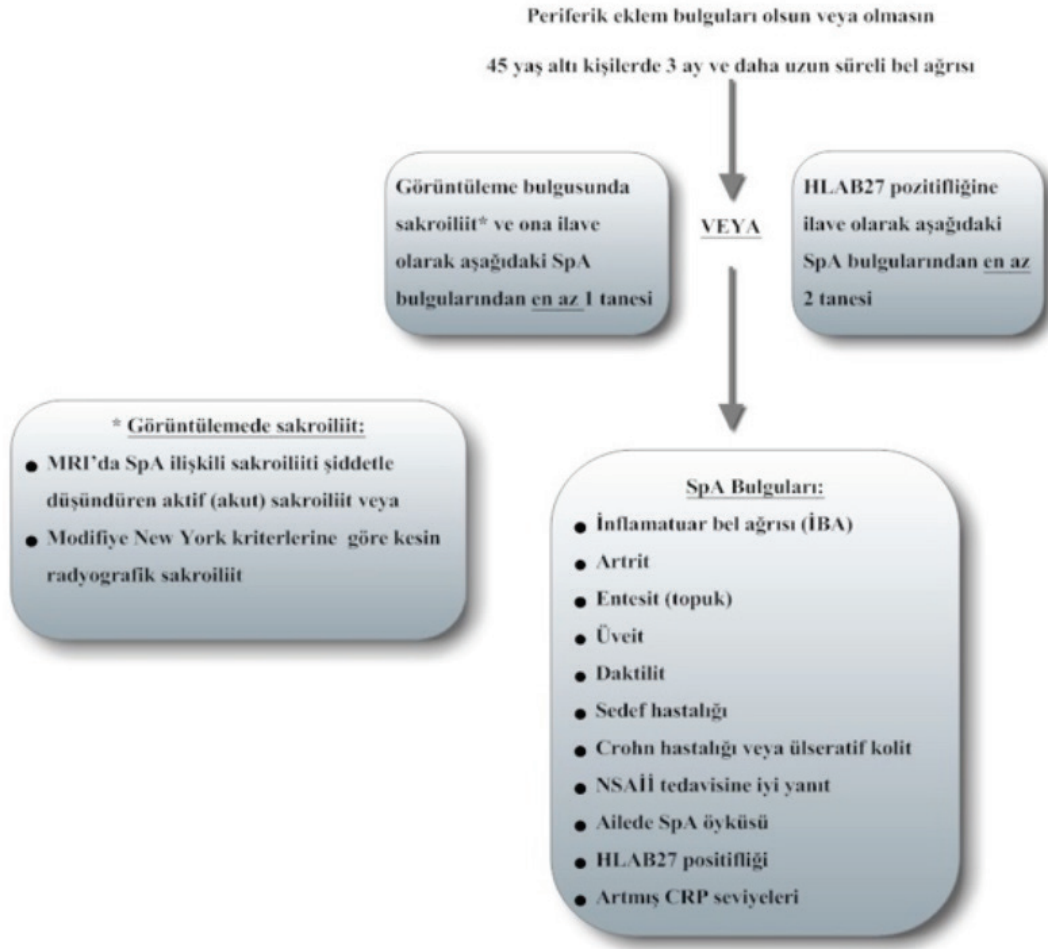 Periferik eklem bulguları olsun veya olmasın
45 yaş altı kişilerde 3 ay ve daha uzun süreli bel ağrısı
Görüntüleme bulgusunda
sakroiliit* ve ona ilave
olarak aşağıdaki SpA
bulgularından en az 1 tanesi
VEYA
HLAB27 pozitifliğine
ilave olarak aşağıdaki
SpA bulgularından en az
2 tanesi
* Görüntülemede sakroiliit:
● MRI’da SpA ilişkili sakroiliiti şiddetle
düşündüren aktif (akut) sakroiliit veya
● Modifiye New York kriterlerine göre kesin
radyografik sakroiliit
SpA Bulguları:
● İnflamatuar bel ağrısı (İBA)
● Artrit
● Entesit (topuk)
● Üveit
● Daktilit
● Sedef hastalığı
● Crohn hastalığı veya ülseratif kolit
● NSAİİ tedavisine iyi yanıt
● Ailede SpA öyküsü
● HLAB27 positifliği
● Artmış CRP seviyeleri